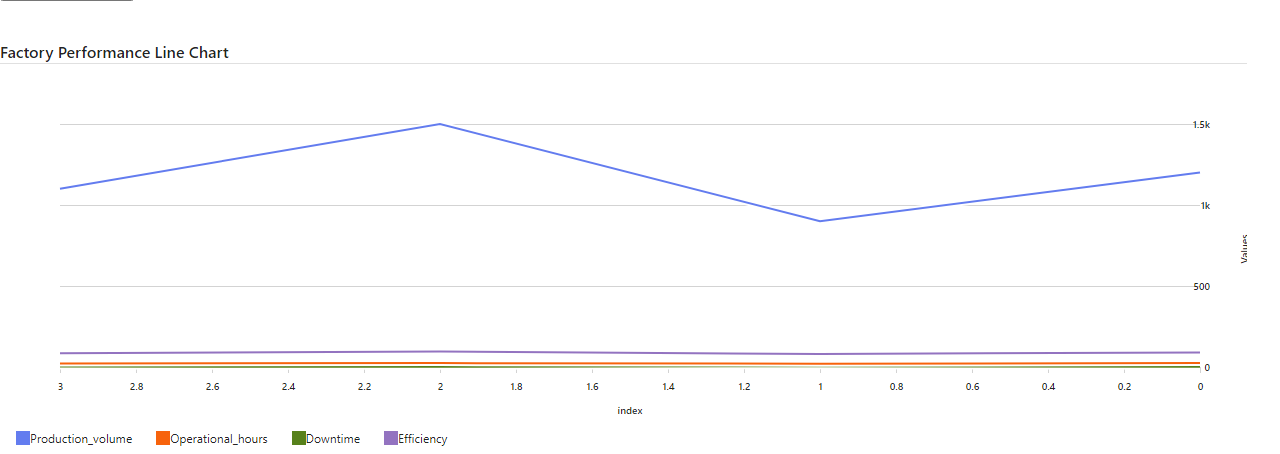 Factory Performance Line Chart
1.5k
1k
Values
500
0
3 2.8 2.6 2.4 2.2 2 1.8 1.6 1.4 1.2 1 0.8 0.6 0.4 0.2 0
index
Production_volume Operational_hours Downtime Efficiency